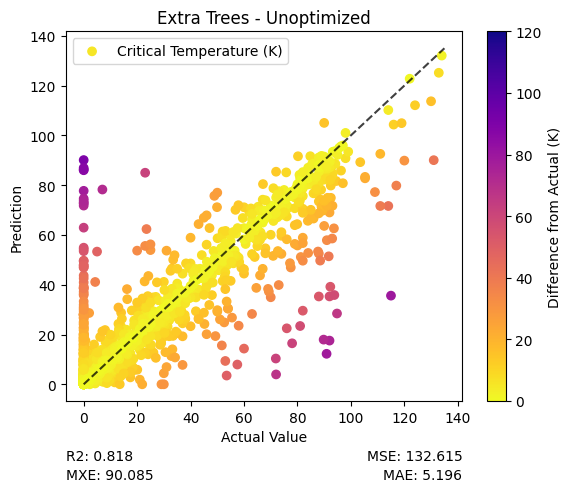 Extra Trees - Unoptimized
Critical Temperature (K)
Prediction
140
120
100
80
60
40
20
0
0 20 40 60 80 100 120 140
Actual Value
120
100
80
60
40
20
0
Difference from Actual (K)
R2: 0.818 MSE: 132.615
MXE: 90.085 MAE: 5.196